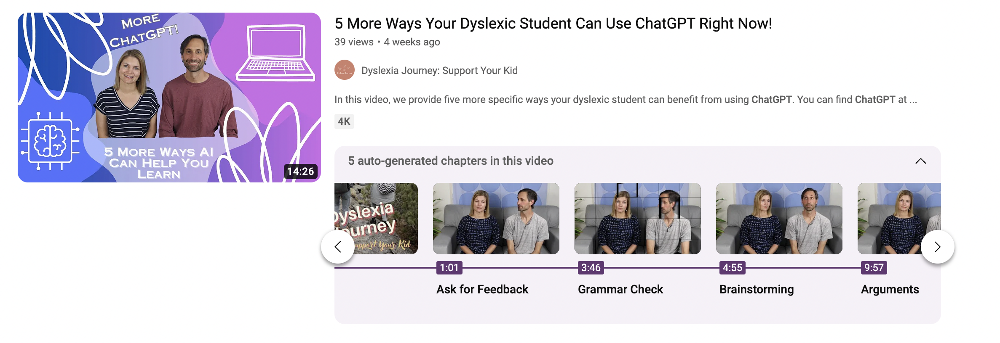 MORE
CHATGPT!
5 MORE WAYS AI
CAN HELP YOU
LEARN
14:26
5 More Ways Your Dyslexic Student Can Use ChatGPT Right Now!
39 views • 4 weeks ago
Dyslexia Journey
Dyslexia Journey: Support Your Kid
In this video, we provide five more specific ways your dyslexic student can benefit from using ChatGPT. You can find ChatGPT at ...
4K
5 auto-generated chapters in this video
Dyslexia
Journey
upport Your Kid
1:01
3:46
4:55
9:57
Ask for Feedback
Grammar Check
Brainstorming
Arguments